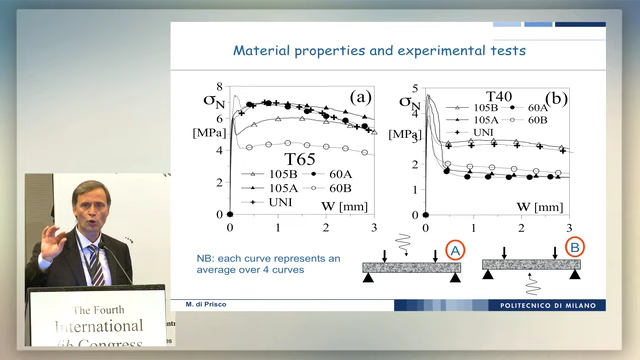 Material properties and experimental tests
8
6
4
2
0
σN
[MPa]
(a)
T65
105B
60A
105A
60B
UNI
w [mm]
0
1
2
3
5
4
3
2
1
0
σN
[MPa]
T40
(b)
105B
60A
105A
60B
UNI
w [mm]
0
1
2
3
NB: each curve represents an
average over 4 curves
A
B
M. di Prisco
POLITECNICO DI MILANO
The Fourth
International
fib Congress